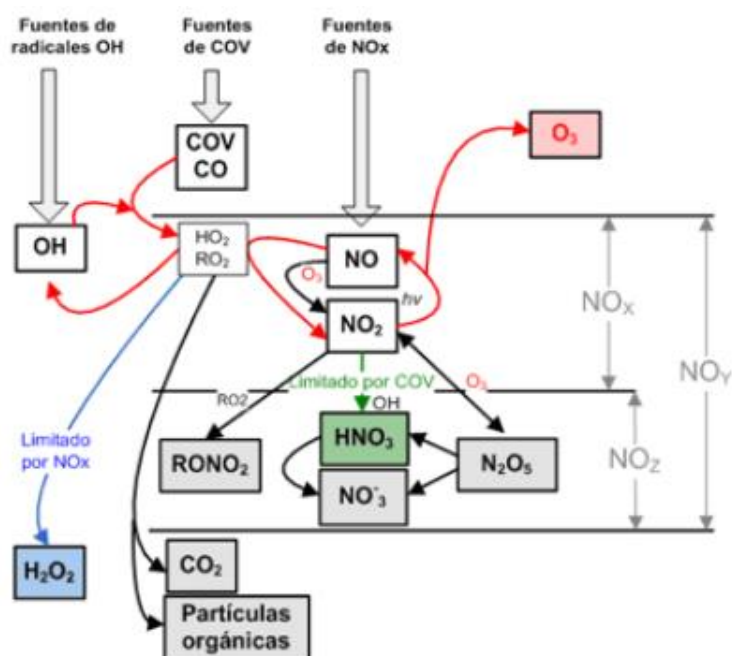 Fuentes de
radicales OH
Fuentes
de COV
Fuentes
de NOx
COV
CO
O₃
OH
HO₂
RO₂
NO
O₃
hv
NO₂
NOX
NOY
Limitado por COV
O₃
RO2
OH
Limitado
por NOx
RONO₂
HNO₃
N₂O₅
NOZ
NO⁻₃
H₂O₂
CO₂
Partículas
orgánicas